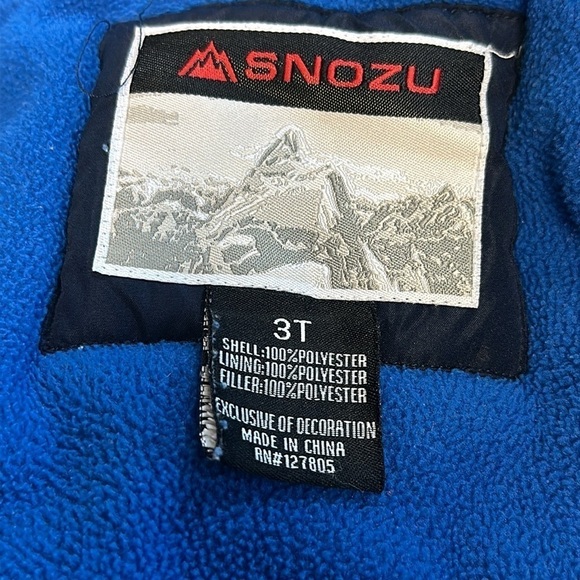 SNOZU
3T
SHELL:100%POLYESTER
LINING:100%POLYESTER
FILLER:100%POLYESTER
EXCLUSIVE OF DECORATION
MADE IN CHINA
RN#127805